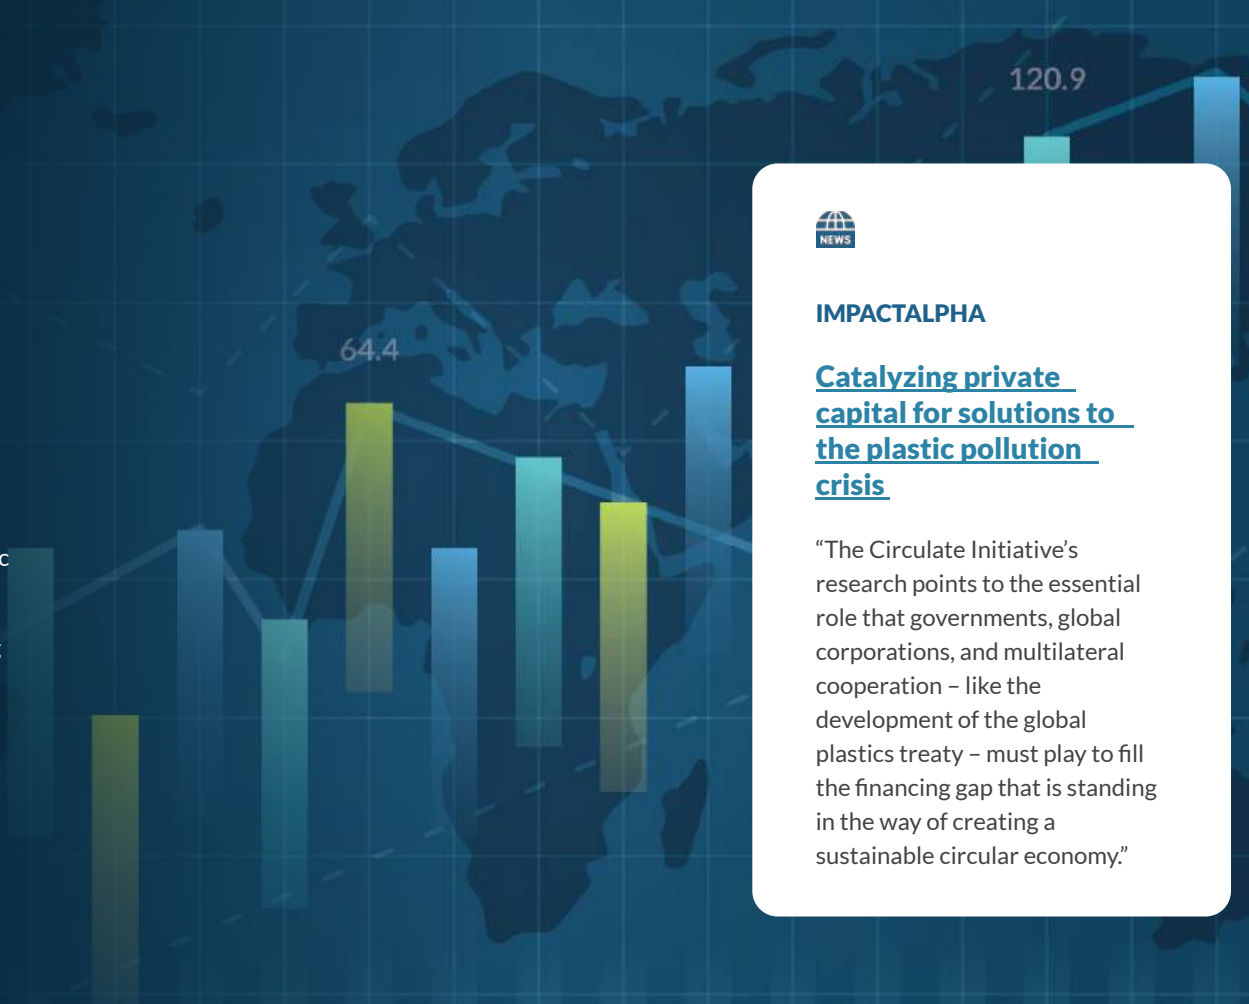 120.9
NEWS
IMPACTALPHA
64.4
Catalyzing private
capital for solutions to
the plastic pollution
crisis
“The Circulate Initiative’s
research points to the essential
role that governments, global
corporations, and multilateral
cooperation – like the
development of the global
plastics treaty – must play to fill
the financing gap that is standing
in the way of creating a
sustainable circular economy.”
c